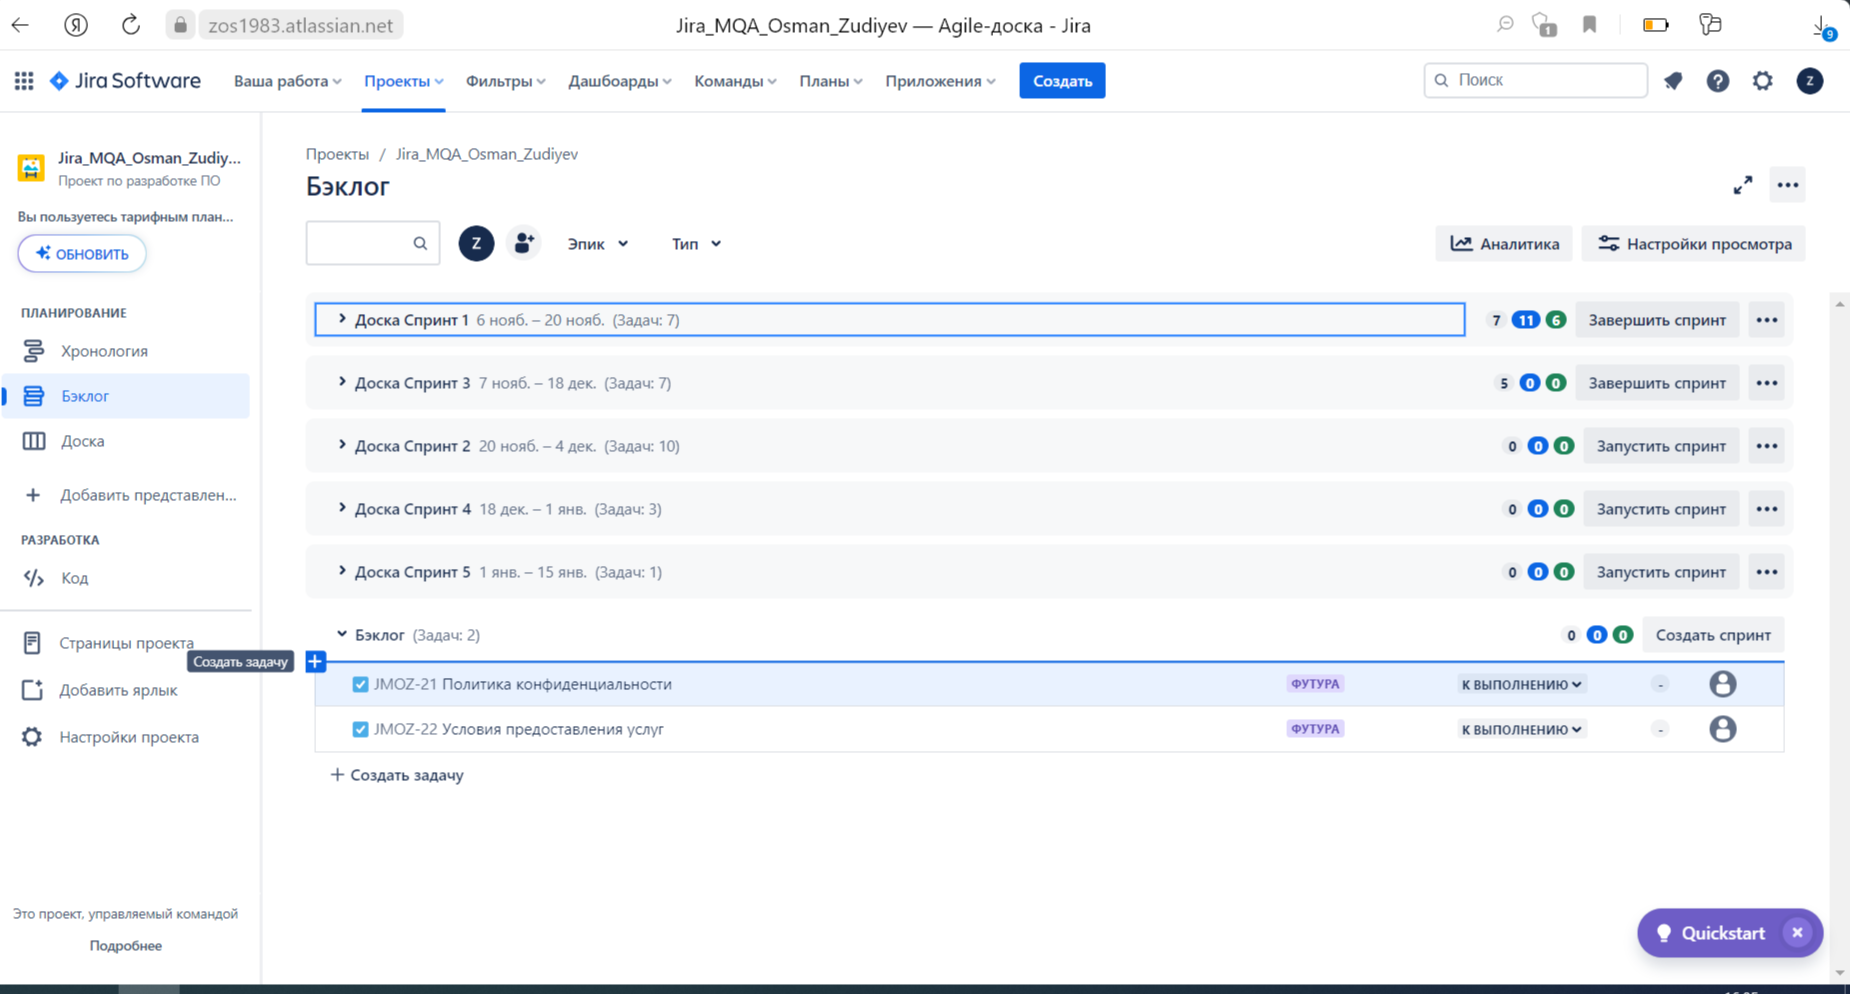 Я
zos1983.atlassian.net
Jira_MQA_Osman_Zudiyev — Agile-доска - Jira
1
9
Jira Software
Ваша работа
Проекты
Фильтры
Дашборды
Команды
Планы
Приложения
Создать
Поиск
Z
Jira_MQA_Osman_Zudiy...
Проект по разработке ПО
Вы пользуетесь тарифным план...
ОБНОВИТЬ
ПЛАНИРОВАНИЕ
Хронология
Бэклог
Доска
Добавить представлен...
РАЗРАБОТКА
Код
Страницы проекта
Создать задачу
Добавить ярлык
Настройки проекта
Это проект, управляемый командой
Подробнее
Проекты / Jira_MQA_Osman_Zudiyev
Бэклог
Z
Эпик
Тип
Аналитика
Настройки просмотра
Доска Спринт 1 6 нояб. – 20 нояб. (Задач: 7) 7 11 6 Завершить спринт
Доска Спринт 3 7 нояб. – 18 дек. (Задач: 7) 5 0 0 Завершить спринт
Доска Спринт 2 20 нояб. – 4 дек. (Задач: 10) 0 0 0 Запустить спринт
Доска Спринт 4 18 дек. – 1 янв. (Задач: 3) 0 0 0 Запустить спринт
Доска Спринт 5 1 янв. – 15 янв. (Задач: 1) 0 0 0 Запустить спринт
Бэклог (Задач: 2) 0 0 0 Создать спринт
JMOZ-21 Политика конфиденциальности ФУТУРА К ВЫПОЛНЕНИЮ -
JMOZ-22 Условия предоставления услуг ФУТУРА К ВЫПОЛНЕНИЮ -
+ Создать задачу
Quickstart